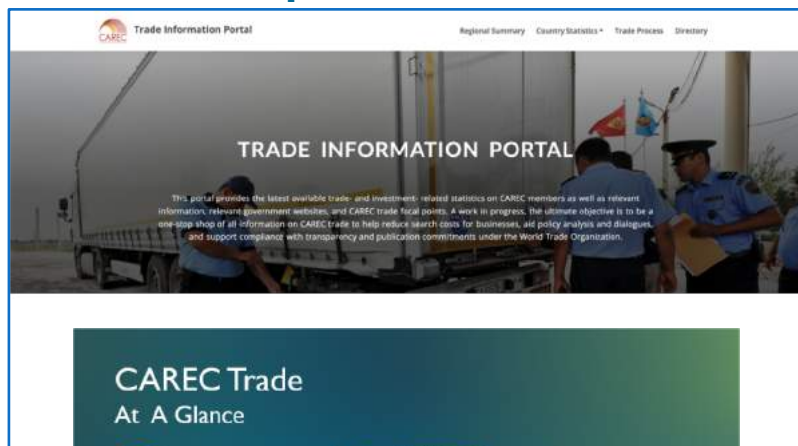 CAREC
Trade Information Portal
Regional Summary Country Statistics Trade Process Directory
TRADE INFORMATION PORTAL
This portal provides the latest available trade- and investment- related statistics on CAREC members as well as relevant
information, relevant government websites, and CAREC trade focal points. A work in progress, the ultimate objective is to be a
one-stop shop of all information on CAREC trade to help reduce search costs for businesses, aid policy analysis and dialogues,
and support compliance with transparency and publication commitments under the World Trade Organization.
CAREC Trade
At A Glance